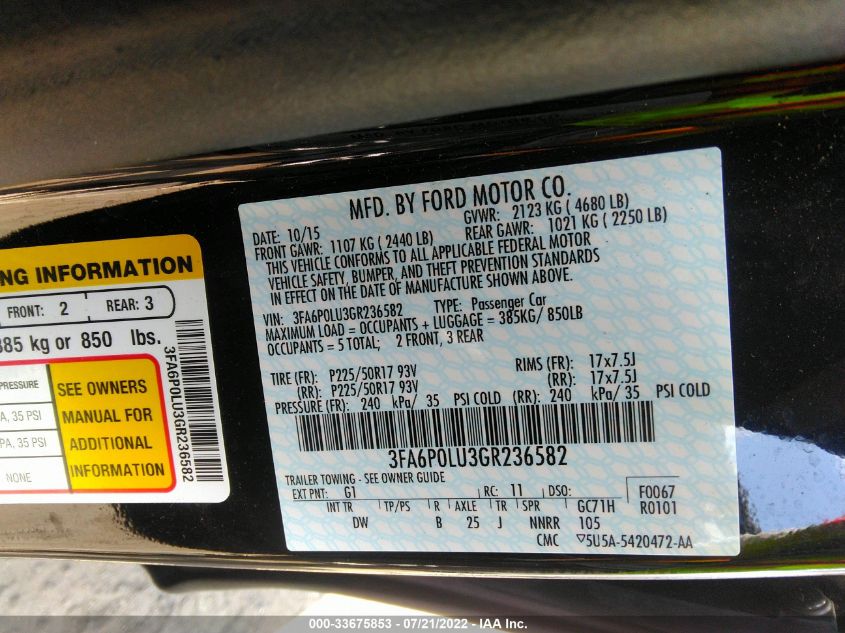 NG INFORMATION
FRONT: 2 REAR: 3
385 kg or 850 lbs.
PRESSURE
SEE OWNERS
MANUAL FOR
ADDITIONAL
INFORMATION
PA, 35 PSI
PA, 35 PSI
NONE
3FA6P0LU3GR236582
MFD. BY FORD MOTOR CO.
DATE: 10/15 GVWR: 2123 KG ( 4680 LB)
FRONT GAWR: 1107 KG ( 2440 LB) REAR GAWR: 1021 KG ( 2250 LB)
THIS VEHICLE CONFORMS TO ALL APPLICABLE FEDERAL MOTOR
VEHICLE SAFETY, BUMPER, AND THEFT PREVENTION STANDARDS
IN EFFECT ON THE DATE OF MANUFACTURE SHOWN ABOVE.
VIN: 3FA6P0LU3GR236582 TYPE: Passenger Car
MAXIMUM LOAD = OCCUPANTS + LUGGAGE = 385KG/ 850LB
OCCUPANTS = 5 TOTAL; 2 FRONT, 3 REAR
TIRE (FR): P225/50R17 93V RIMS (FR): 17x7.5J
(RR): P225/50R17 93V (RR): 17x7.5J
PRESSURE (FR): 240 kPa/ 35 PSI COLD (RR): 240 kPa/ 35 PSI COLD
3FA6P0LU3GR236582
TRAILER TOWING - SEE OWNER GUIDE
EXT PNT: G1 RC: 11 DSO: F0067
INT TR TP/PS R AXLE TR SPR GC71H R0101
DW B 25 J NNRR 105
CMC ▽5U5A-5420472-AA
000-33675853 - 07/21/2022 - IAA Inc.